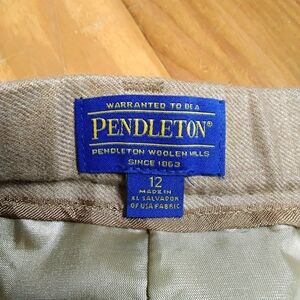 WARRANTED TO BE A
PENDLETON®
PENDLETON WOOLEN MILLS
SINCE 1863
12
MADE IN
EL SALVADOR
OF USA FABRIC